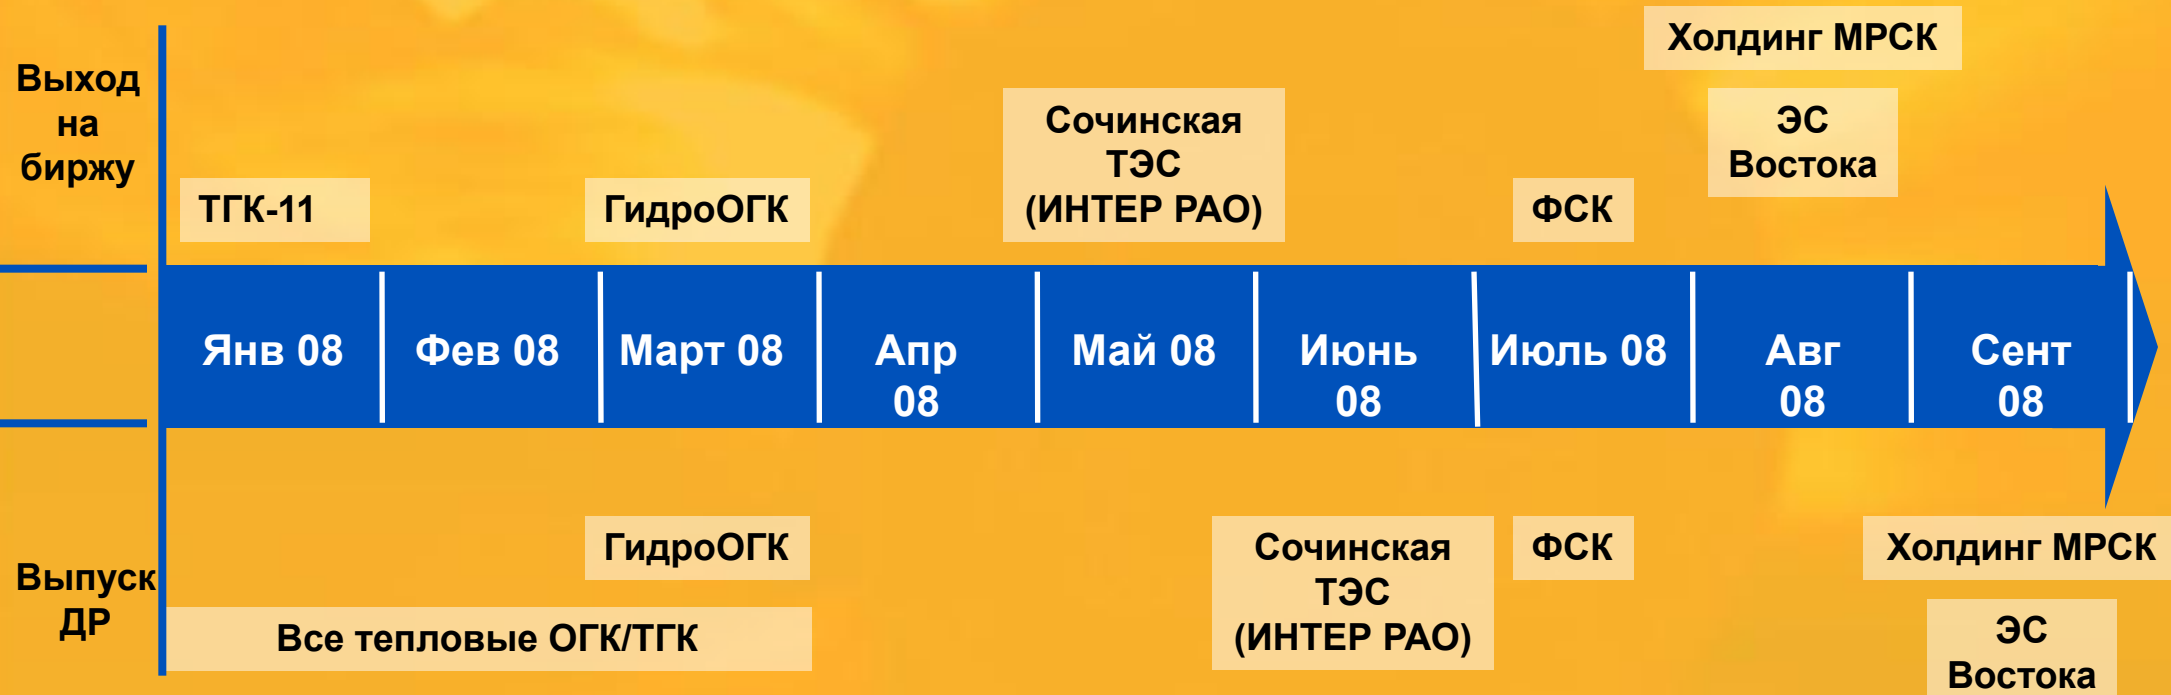 Холдинг МРСК
Выход
на
биржу
Сочинская
ТЭС
(ИНТЕР РАО)
ЭС
Востока
ТГК-11
ГидроОГК
ФСК
Янв 08
Фев 08
Март 08
Апр
08
Май 08
Июнь
08
Июль 08
Авг
08
Сент
08
Выпуск
ДР
ГидроОГК
Все тепловые ОГК/ТГК
Сочинская
ТЭС
(ИНТЕР РАО)
ФСК
Холдинг МРСК
ЭС
Востока